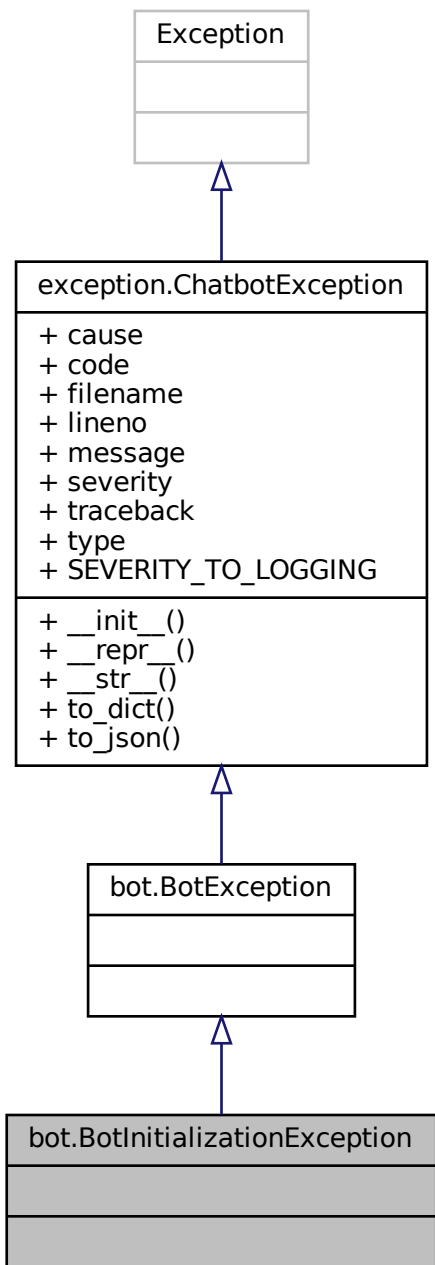 Exception
exception.ChatbotException
+ cause
+ code
+ filename
+ lineno
+ message
+ severity
+ traceback
+ type
+ SEVERITY_TO_LOGGING
+ __init__()
+ __repr__()
+ __str__()
+ to_dict()
+ to_json()
bot.BotException
bot.BotInitializationException